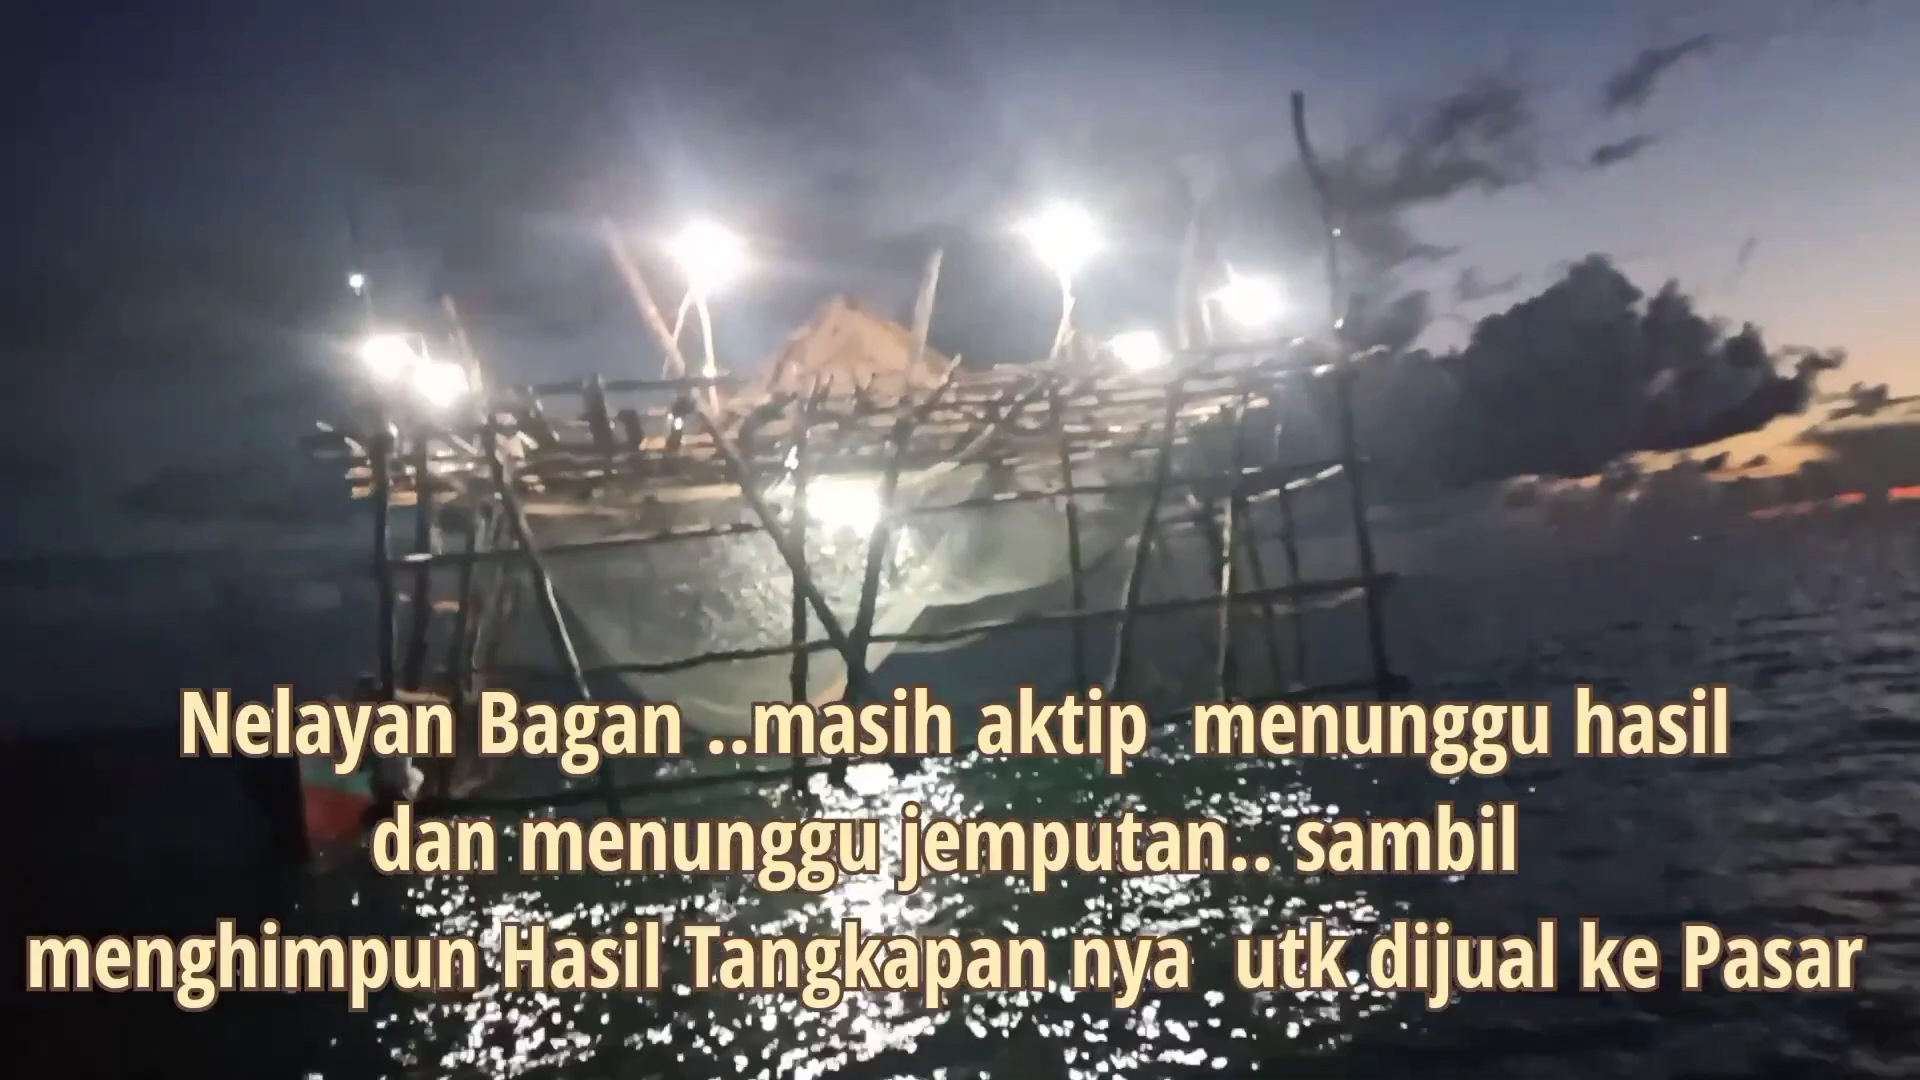 Nelayan Bagan ..masih aktip  menunggu hasil
dan menunggu jemputan.. sambil
menghimpun Hasil Tangkapan nya  utk dijual ke Pasar